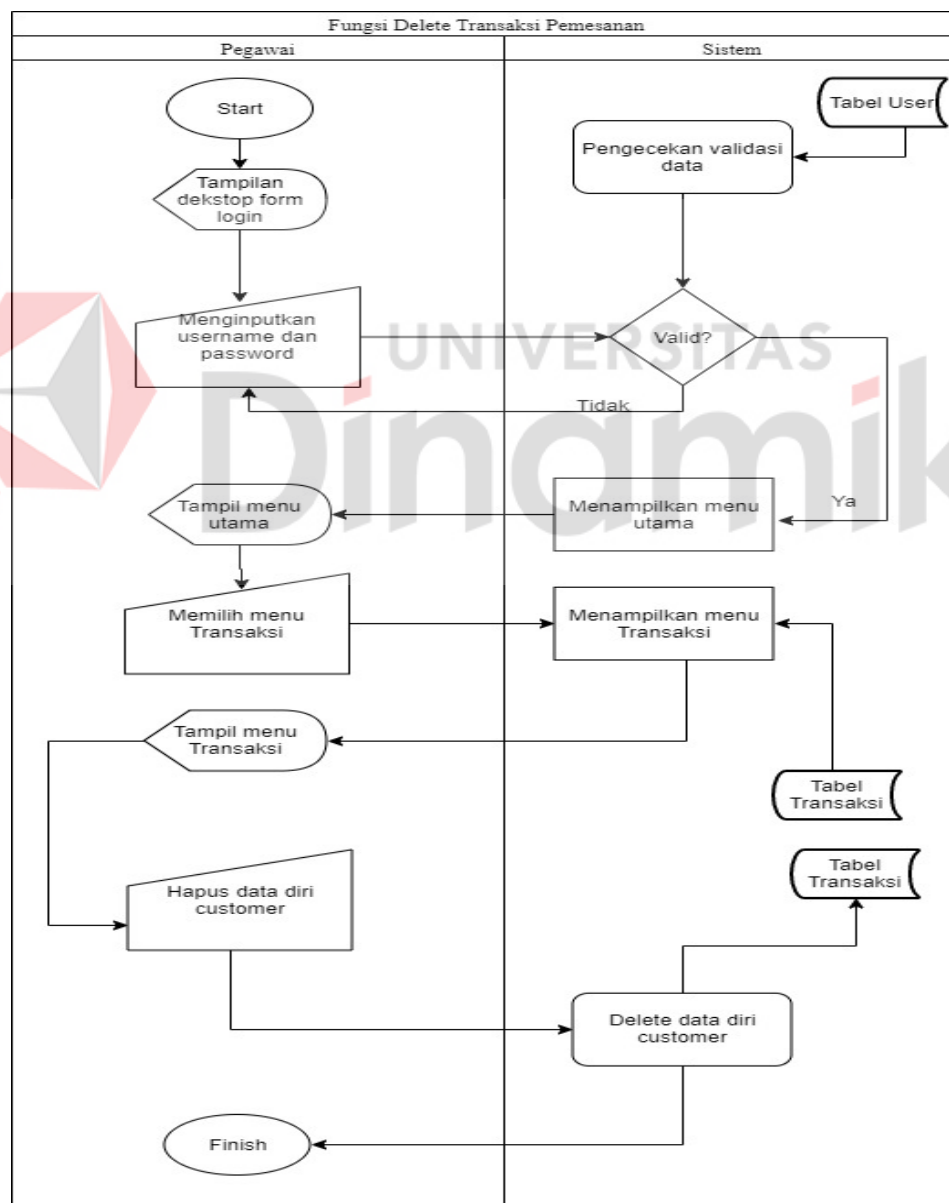 Fungsi Delete Transaksi Pemesanan
Pegawai
Sistem
Start
Tabel User
Pengecekan validasi
data
Tampilan
dekstop form
login
Menginputkan
username dan
password
Valid?
UNIVERSITAS
Dinamik
Tidak
Ya
Tampil menu
utama
Menampilkan menu
utama
Memilih menu
Transaksi
Menampilkan menu
Transaksi
Tampil menu
Transaksi
Tabel
Transaksi
Tabel
Transaksi
Hapus data diri
customer
Delete data diri
customer
Finish